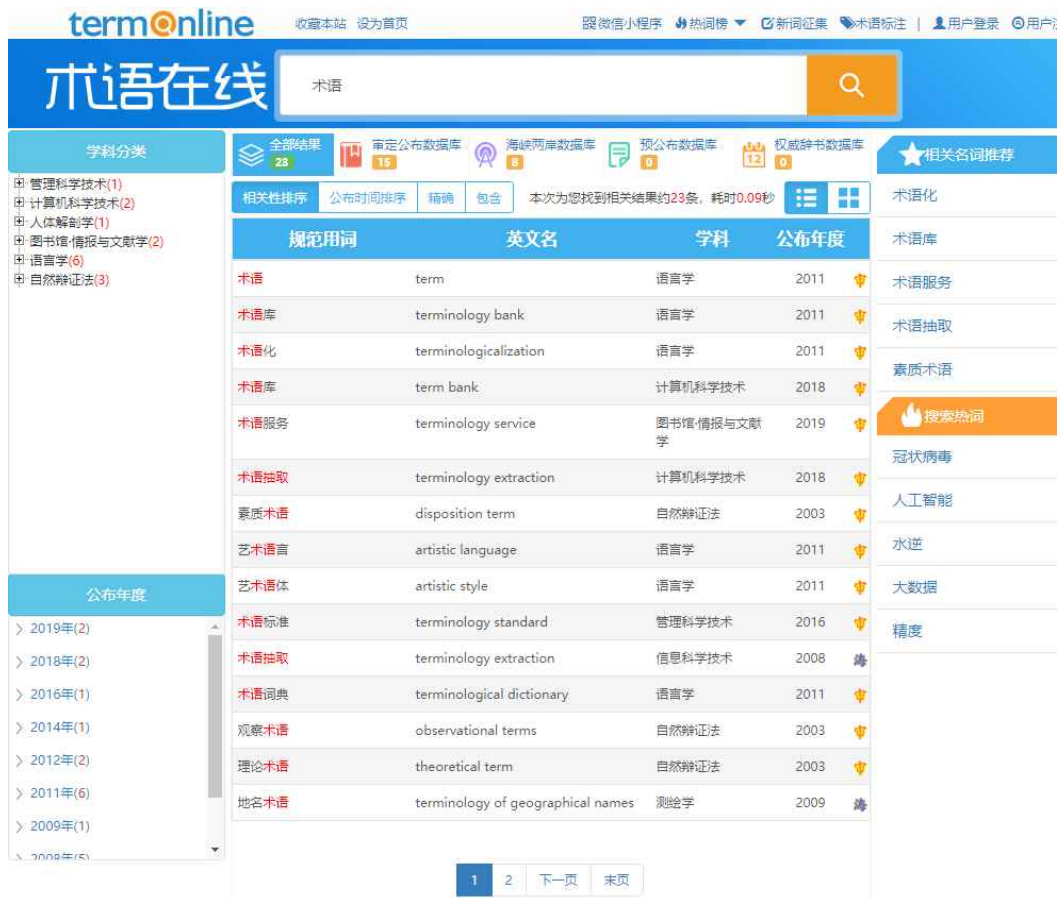 termonline 收藏本站 设为首页 微信小程序 热词榜 新词征集 术语标注 | 用户登录
术语在线 术语
学科分类
管理科学技术(1)
计算机科学技术(2)
人体解剖学(1)
图书馆·情报与文献学(2)
语言学(6)
自然辩证法(3)
公布年度
2019年(2)
2018年(2)
2016年(1)
2014年(1)
2012年(2)
2011年(6)
2009年(1)
2008年(5)
全部结果 23 审定公布数据库 15 海峡两岸数据库 8 预公布数据库 0 权威辞书数据库 0
相关性排序 公布时间排序 精确 包含 本次为您找到相关结果约23条，耗时0.09秒
规范用词 英文名 学科 公布年度
术语 term 语言学 2011
术语库 terminology bank 语言学 2011
术语化 terminologicalization 语言学 2011
术语库 term bank 计算机科学技术 2018
术语服务 terminology service 图书馆·情报与文献 2019
学
术语抽取 terminology extraction 计算机科学技术 2018
素质术语 disposition term 自然辩证法 2003
艺术语言 artistic language 语言学 2011
艺术语体 artistic style 语言学 2011
术语标准 terminology standard 管理科学技术 2016
术语抽取 terminology extraction 信息科学技术 2008 海
术语词典 terminological dictionary 语言学 2011
观察术语 observational terms 自然辩证法 2003
理论术语 theoretical term 自然辩证法 2003
地名术语 terminology of geographical names 测绘学 2009 海
1 2 下一页 末页
相关名词推荐
术语化
术语库
术语服务
术语抽取
素质术语
搜索热词
冠状病毒
人工智能
水逆
大数据
精度